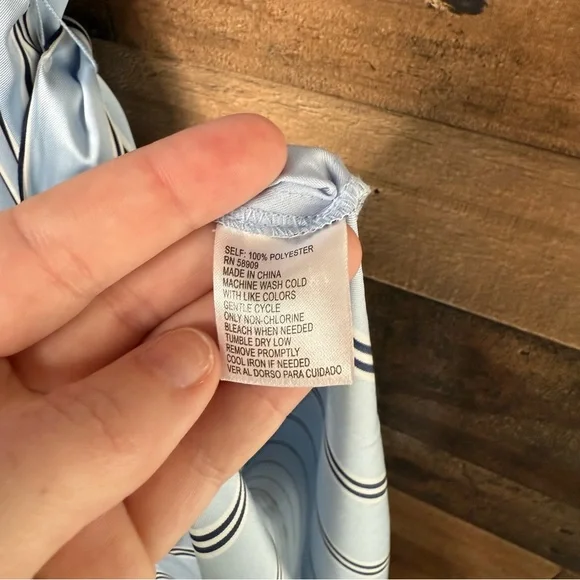 SELF: 100% POLYESTER
RN 58909
MADE IN CHINA
MACHINE WASH COLD
WITH LIKE COLORS
GENTLE CYCLE
ONLY NON-CHLORINE
BLEACH WHEN NEEDED
TUMBLE DRY LOW
REMOVE PROMPTLY
COOL IRON IF NEEDED
VER AL DORSO PARA CUIDADO